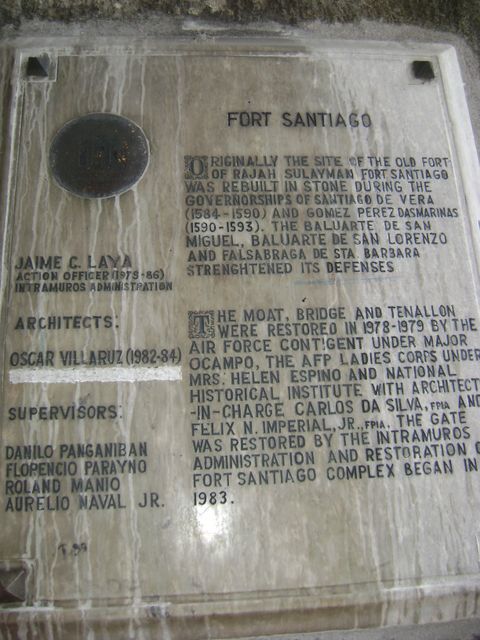 FORT SANTIAGO
ORIGINALLY THE SITE OF THE OLD FORT
OF RAJAH SULAYMAN, FORT SANTIAGO
WAS REBUILT IN STONE DURING THE
GOVERNORSHIPS OF SANTIAGO DE VERA
(1584-1590) AND GOMEZ PEREZ DASMARINAS
(1590-1593). THE BALUARTE DE SAN
MIGUEL, BALUARTE DE SAN LORENZO
AND FALSABRAGA DE STA. BARBARA
STRENGHTENED ITS DEFENSES
THE MOAT, BRIDGE AND TENALLON
WERE RESTORED IN 1978-1979 BY THE
AIR FORCE CONTIGENT UNDER MAJOR
OCAMPO, THE AFP LADIES CORPS UNDER
MRS. HELEN ESPINO AND NATIONAL
HISTORICAL INSTITUTE WITH ARCHITECT
-IN-CHARGE CARLOS DA SILVA, FPIA AND
FELIX N. IMPERIAL, JR., FPIA. THE GATE
WAS RESTORED BY THE INTRAMUROS
ADMINISTRATION AND RESTORATION O
FORT SANTIAGO COMPLEX BEGAN IN
1983.
JAIME C. LAYA
ACTION OFFICER (1979-86)
INTRAMUROS ADMINISTRATION
ARCHITECTS:
OSCAR VILLARUZ (1982-84)
SUPERVISORS:
DANILO PANGANIBAN
FLORENCIO PARAYNO
ROLAND MANIO
AURELIO NAVAL JR.